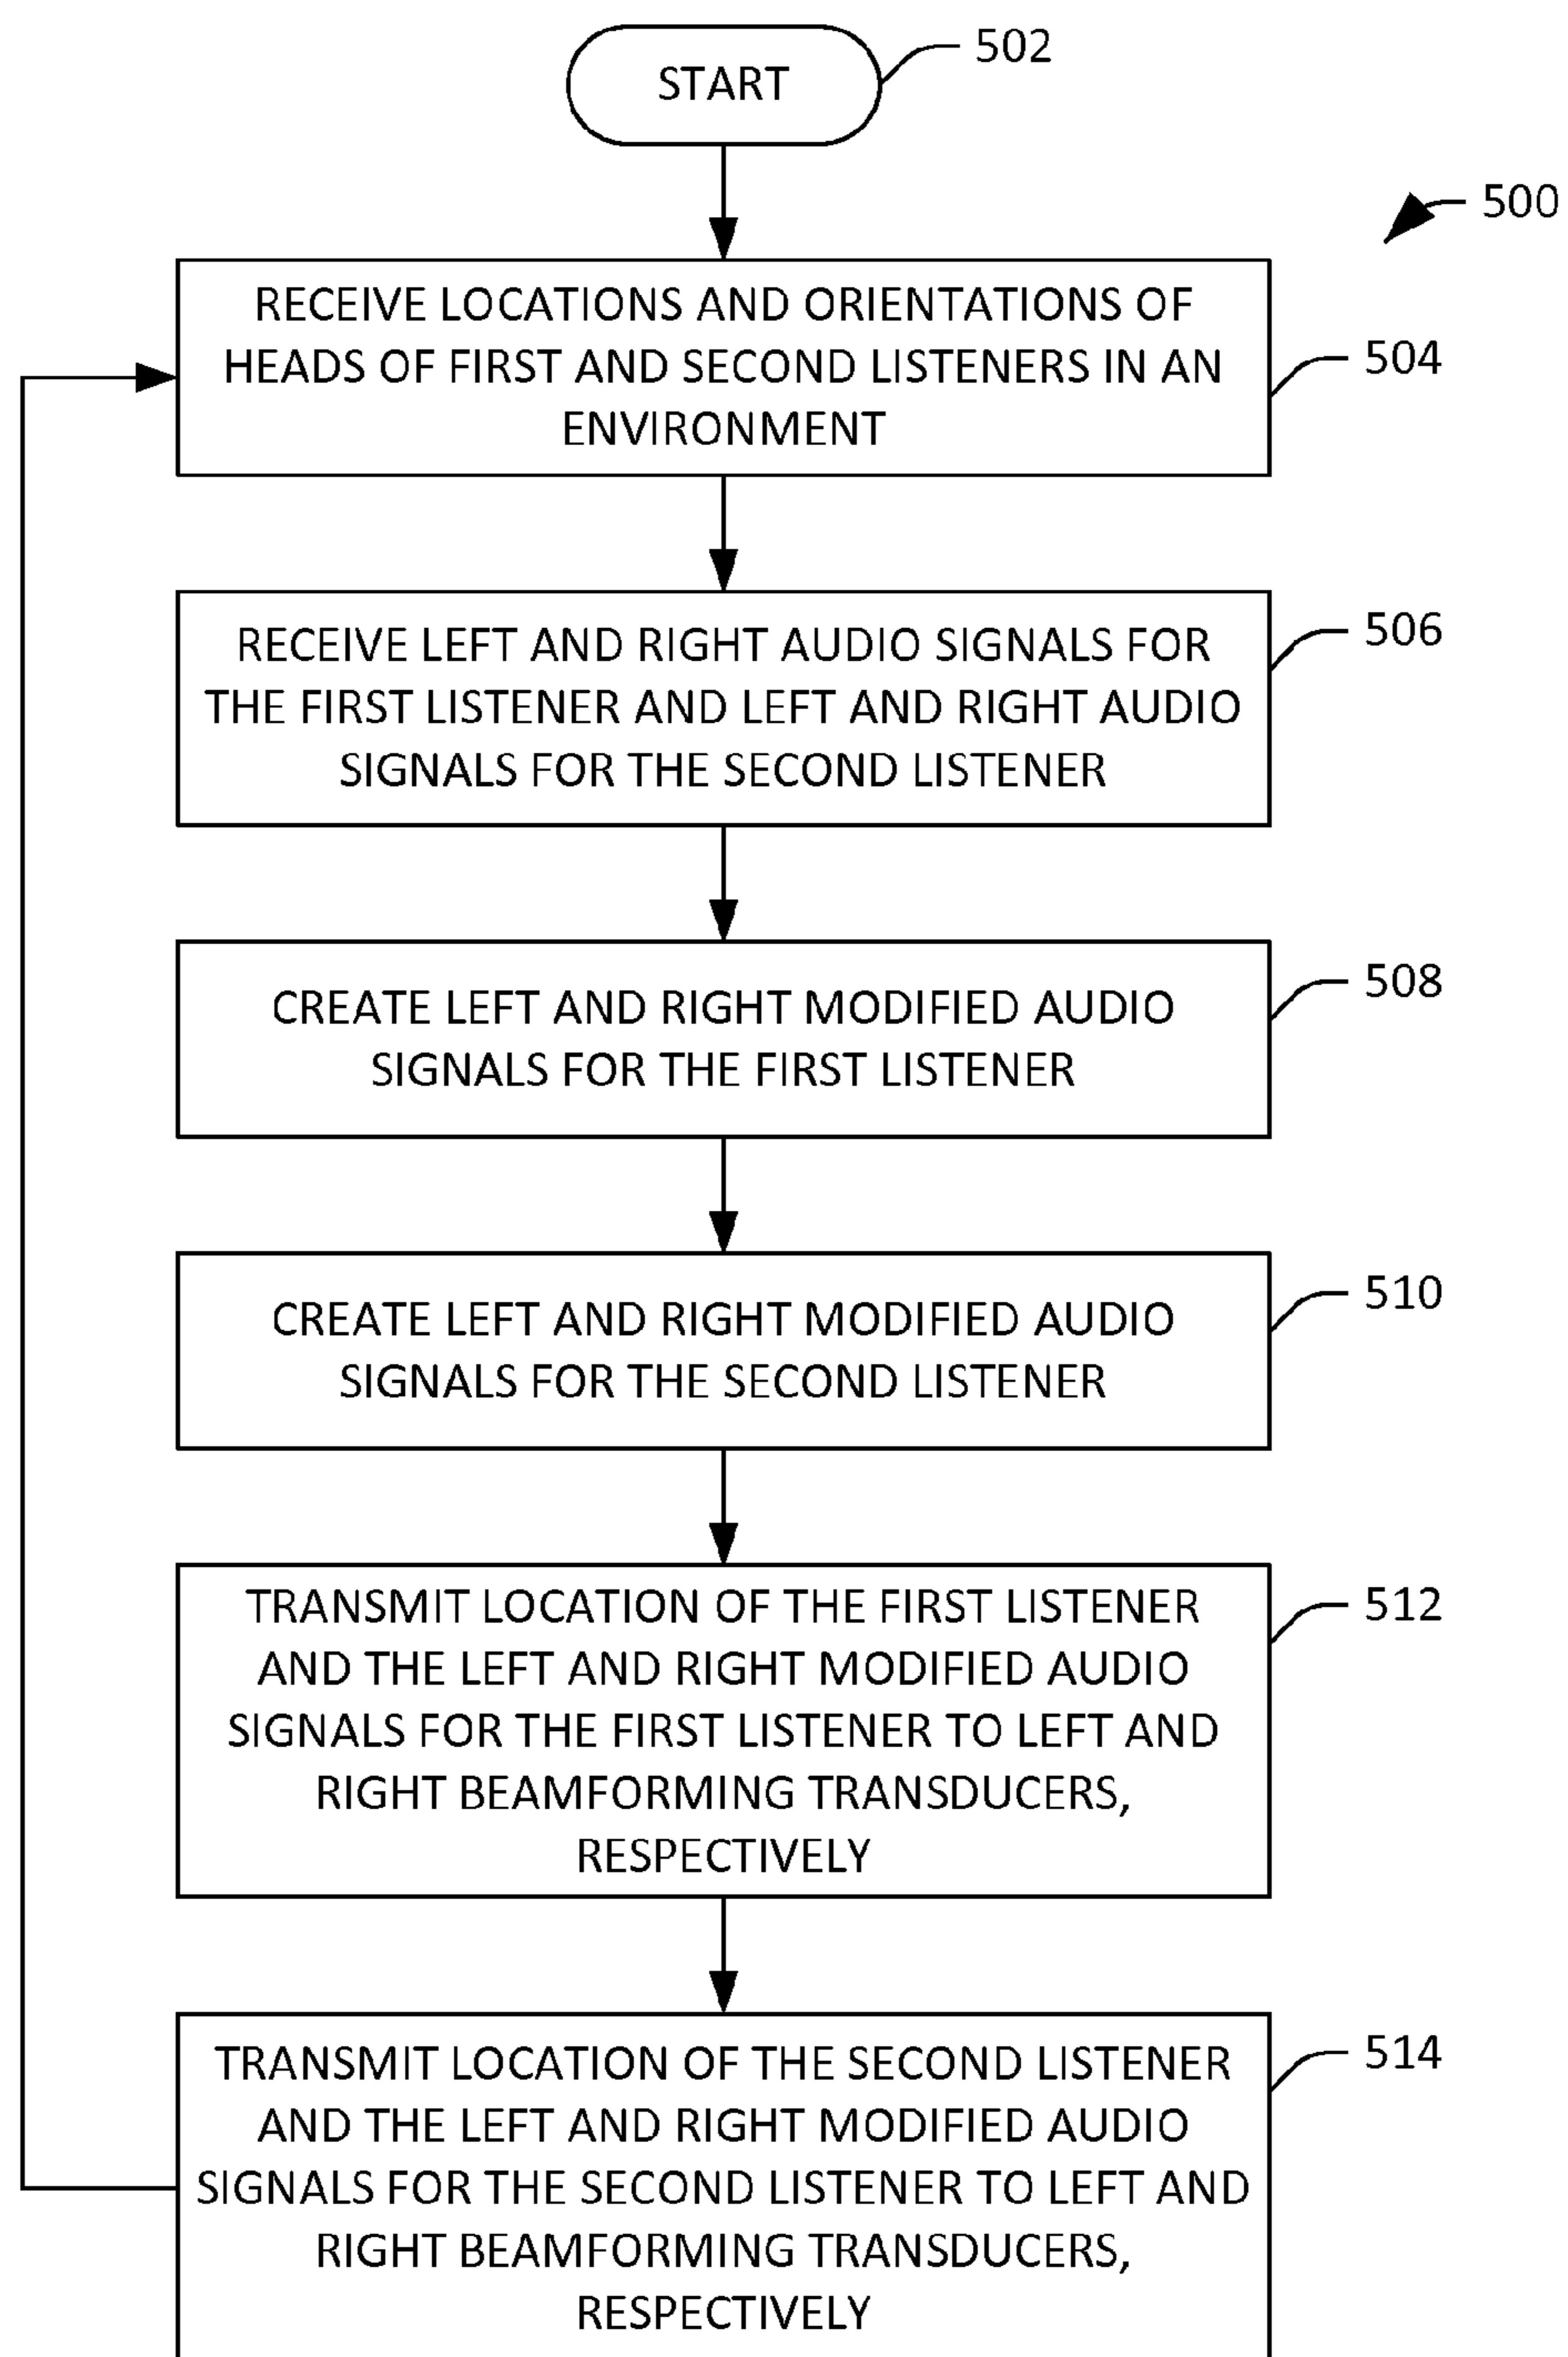 START
502
500
RECEIVE LOCATIONS AND ORIENTATIONS OF
HEADS OF FIRST AND SECOND LISTENERS IN AN
ENVIRONMENT
504
RECEIVE LEFT AND RIGHT AUDIO SIGNALS FOR
THE FIRST LISTENER AND LEFT AND RIGHT AUDIO
SIGNALS FOR THE SECOND LISTENER
506
CREATE LEFT AND RIGHT MODIFIED AUDIO
SIGNALS FOR THE FIRST LISTENER
508
CREATE LEFT AND RIGHT MODIFIED AUDIO
SIGNALS FOR THE SECOND LISTENER
510
TRANSMIT LOCATION OF THE FIRST LISTENER
AND THE LEFT AND RIGHT MODIFIED AUDIO
SIGNALS FOR THE FIRST LISTENER TO LEFT AND
RIGHT BEAMFORMING TRANSDUCERS,
RESPECTIVELY
512
TRANSMIT LOCATION OF THE SECOND LISTENER
AND THE LEFT AND RIGHT MODIFIED AUDIO
SIGNALS FOR THE SECOND LISTENER TO LEFT AND
RIGHT BEAMFORMING TRANSDUCERS,
RESPECTIVELY
514